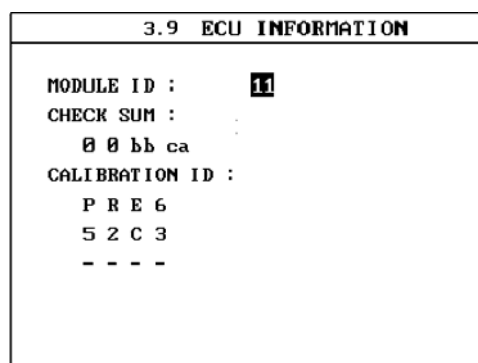 3.9 ECU INFORMATION
MODULE ID : 11
CHECK SUM :
0 0 bb ca
CALIBRATION ID :
P R E 6
5 2 C 3
- - - -